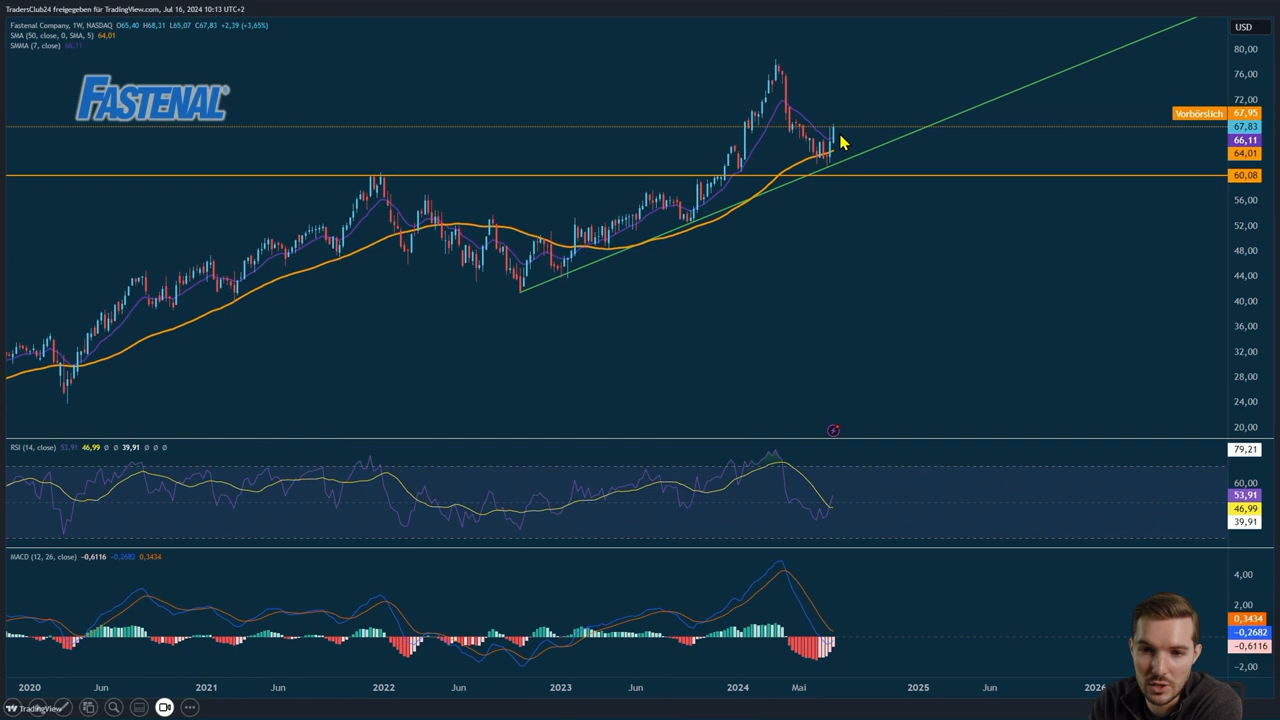 TradersClub24 freigegeben für TradingView.com, Jul 16, 2024 10:13 UTC+2
Fastenal Company, 1W, NASDAQ O65,40 H68,31 L65,07 C67,83 +2,39 (+3,65%)
SMA (50, close, 0, SMA, 5) 64,01
SMMA (7, close) 66,11
FASTENAL®
USD
80,00
76,00
72,00
Vorbörslich 67,95
67,83
66,11
64,01
60,08
56,00
52,00
48,00
44,00
40,00
36,00
32,00
28,00
24,00
20,00
RSI (14, close) 53,91 46,99 ∅ ∅ 39,91 ∅ ∅ ∅
79,21
60,00
53,91
46,99
39,91
MACD (12, 26, close) −0,6116 −0,2682 0,3434
4,00
2,00
0,3434
−0,2682
−0,6116
−2,00
2020 Jun 2021 Jun 2022 Jun 2023 Jun 2024 Mai 2025 Jun 2026
TradingView